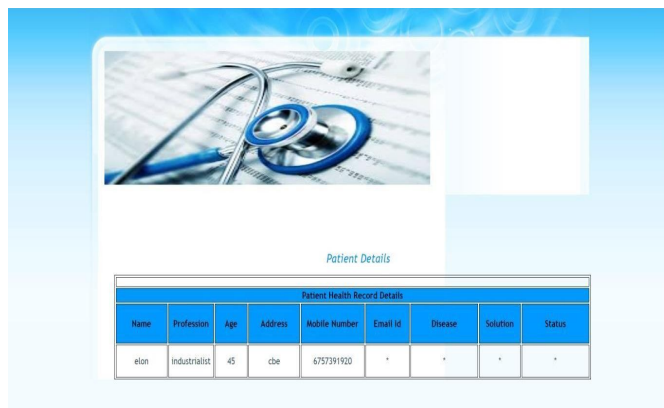 Patient Details
Patient Health Record Details
Name Profession Age Address Mobile Number Email id Disease Solution Status
elon industrialist 45 cbe 6757391920 * * * *